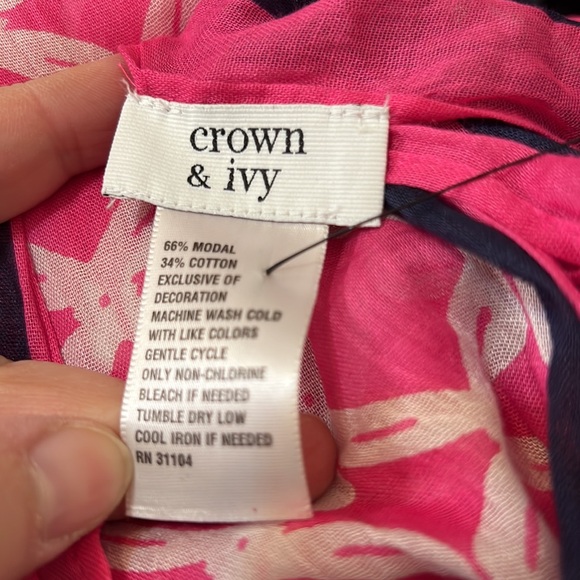 crown
& ivy
66% MODAL
34% COTTON
EXCLUSIVE OF
DECORATION
MACHINE WASH COLD
WITH LIKE COLORS
GENTLE CYCLE
ONLY NON-CHLORINE
BLEACH IF NEEDED
TUMBLE DRY LOW
COOL IRON IF NEEDED
RN 31104